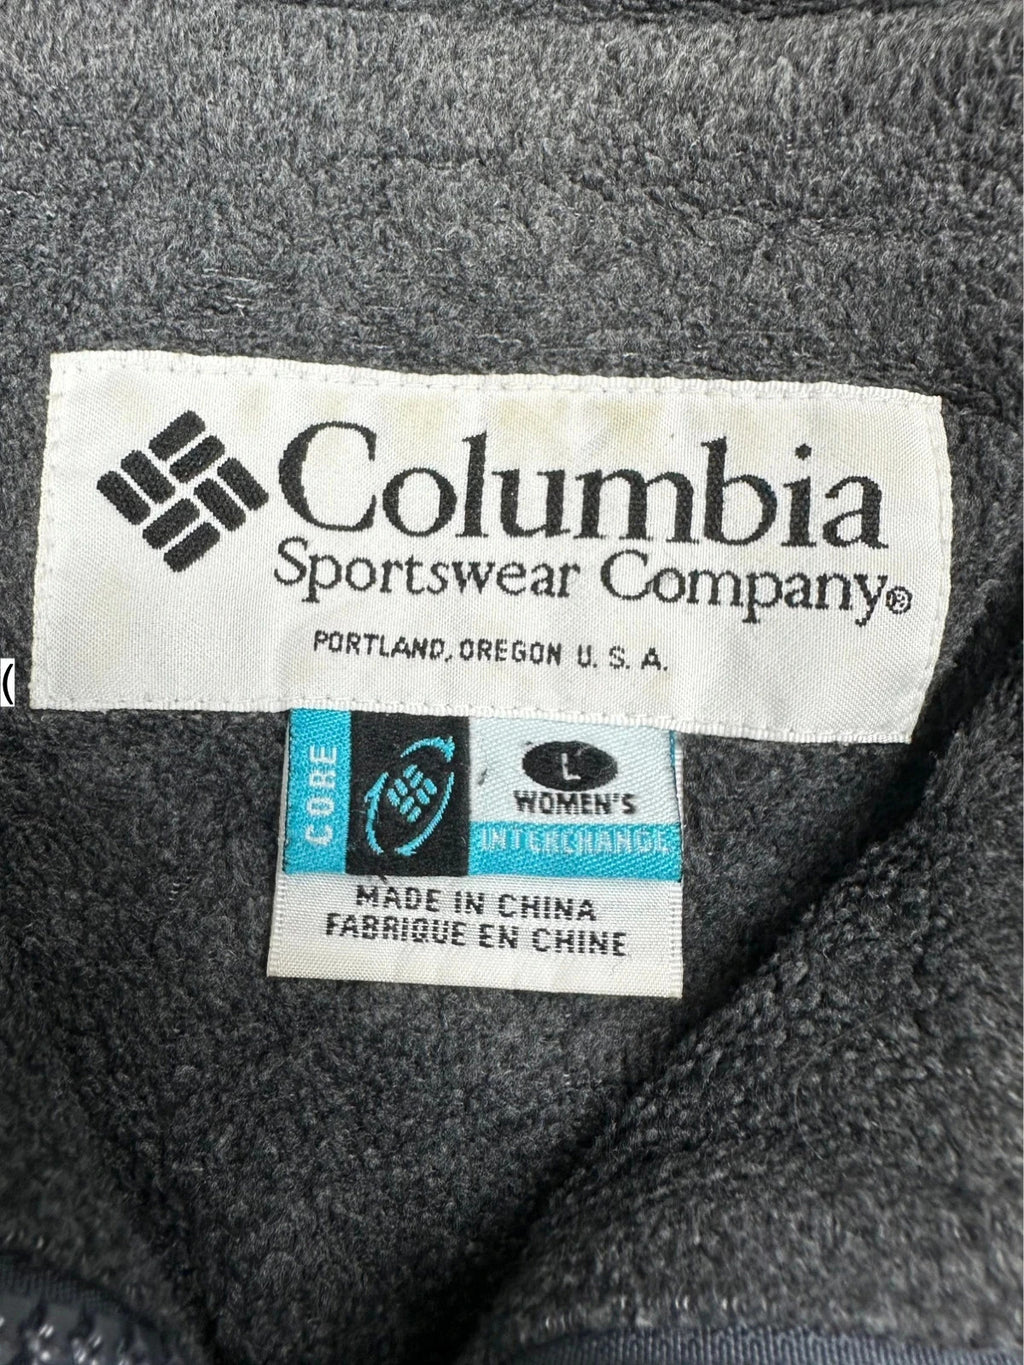 Columbia
Sportswear Company®
PORTLAND, OREGON U. S. A.
(
CORE
L
WOMEN'S
INTERCHANGE
MADE IN CHINA
FABRIQUE EN CHINE